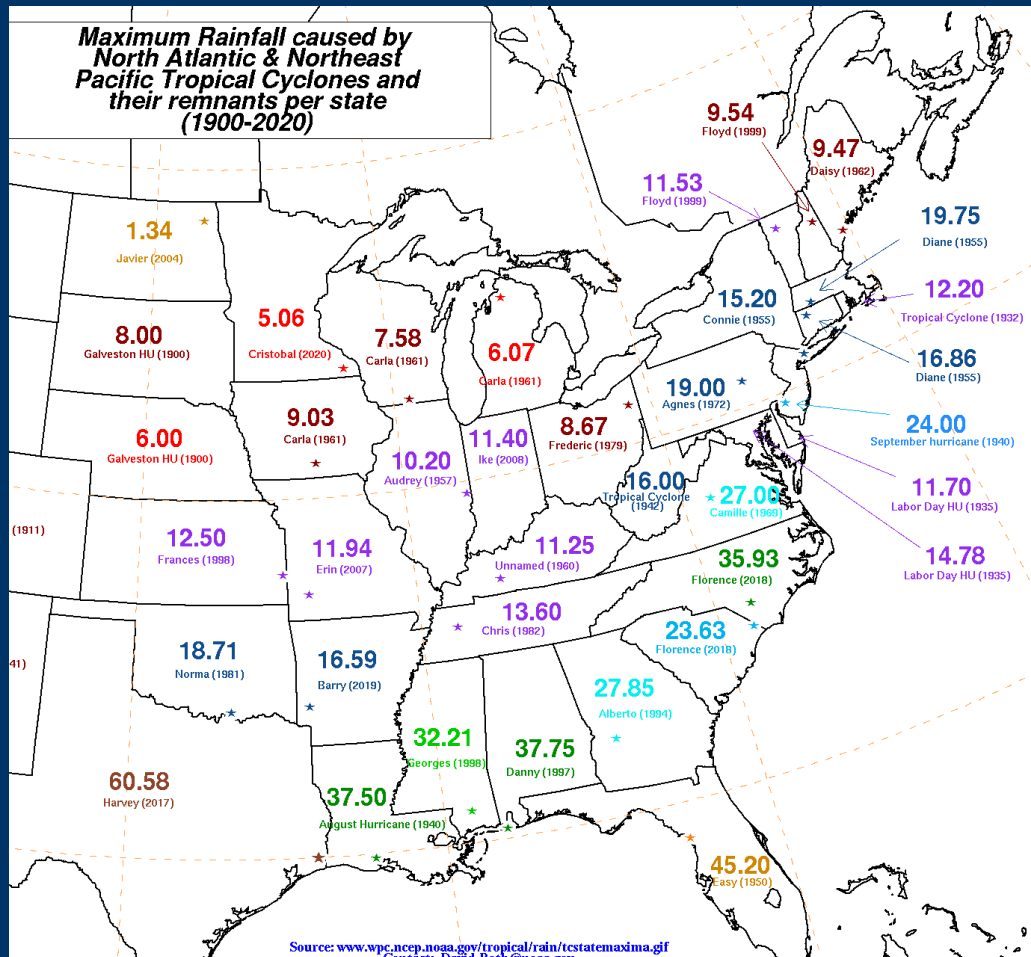 Maximum Rainfall caused by
North Atlantic & Northeast
Pacific Tropical Cyclones and
their remnants per state
(1900-2020)
9.54
Floyd (1999)
9.47
Daisy (1962)
11.53
Floyd (1999)
19.75
Diane (1955)
1.34
Javier (2004)
12.20
Tropical Cyclone (1932)
15.20
Connie (1955)
5.06
Cristobal (2020)
8.00
Galveston HU (1900)
7.58
Carla (1961)
6.07
Carla (1961)
16.86
Diane (1955)
19.00
Agnes (1972)
9.03
Carla (1961)
8.67
Frederic (1979)
24.00
September hurricane (1940)
6.00
Galveston HU (1900)
11.40
Ike (2008)
10.20
Audrey (1957)
16.00
Tropical Cyclone
(1942)
27.00
Camille (1969)
11.70
Labor Day HU (1935)
(1911)
12.50
Frances (1998)
11.94
Erin (2007)
11.25
Unnamed (1960)
35.93
Florence (2018)
14.78
Labor Day HU (1935)
13.60
Chris (1982)
23.63
Florence (2018)
41)
18.71
Norma (1981)
16.59
Barry (2019)
27.85
Alberto (1994)
32.21
Georges (1998)
37.75
Danny (1997)
60.58
Harvey (2017)
37.50
August Hurricane (1940)
45.20
Easy (1950)
Source: www.wpc.ncep.noaa.gov/tropical/rain/tcstatemaxima.gif